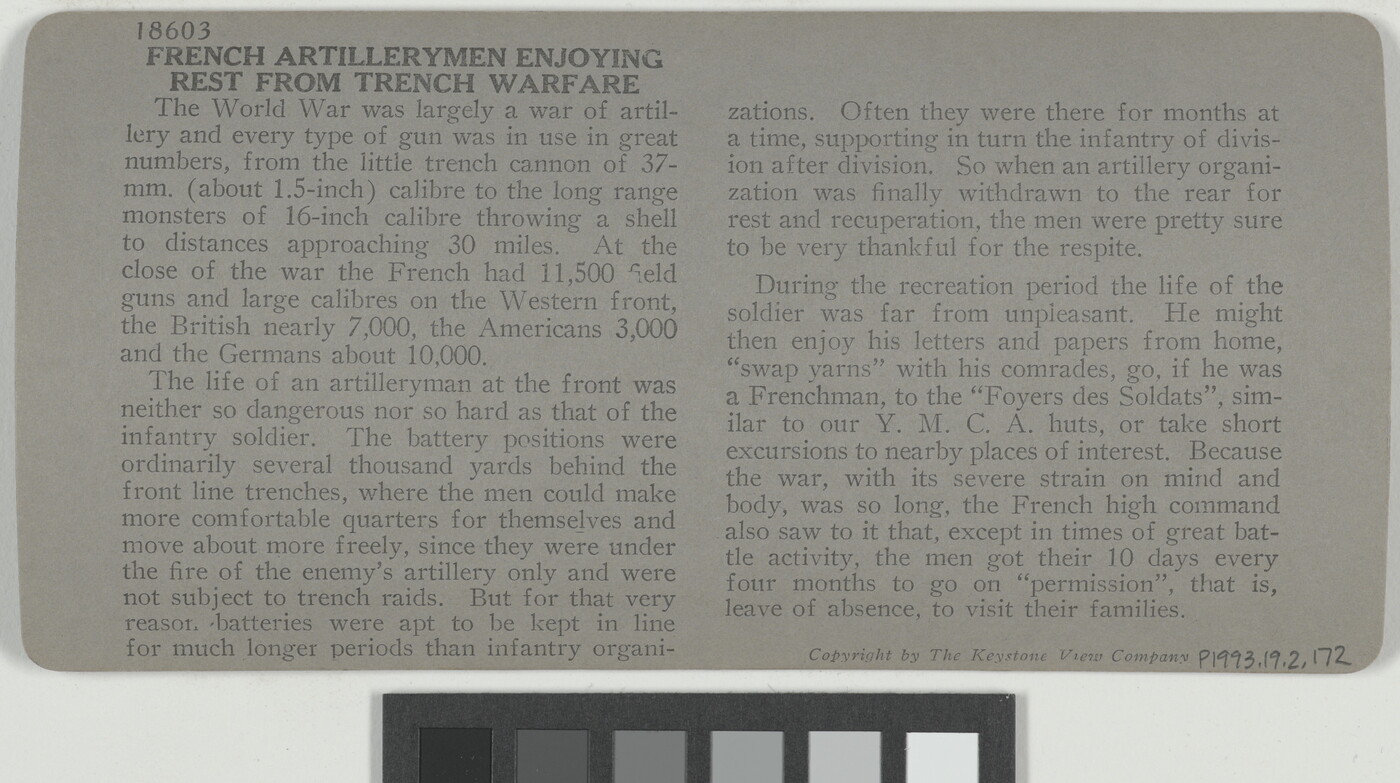 18603
FRENCH ARTILLERYMEN ENJOYING
REST FROM TRENCH WARFARE
The World War was largely a war of artil-
lery and every type of gun was in use in great
numbers, from the little trench cannon of 37-
mm. (about 1.5-inch) calibre to the long range
monsters of 16-inch calibre throwing a shell
to distances approaching 30 miles. At the
close of the war the French had 11,500 field
guns and large calibres on the Western front,
the British nearly 7,000, the Americans 3,000
and the Germans about 10,000.
The life of an artilleryman at the front was
neither so dangerous nor so hard as that of the
infantry soldier. The battery positions were
ordinarily several thousand yards behind the
front line trenches, where the men could make
more comfortable quarters for themselves and
move about more freely, since they were under
the fire of the enemy's artillery only and were
not subject to trench raids. But for that very
reason batteries were apt to be kept in line
for much longer periods than infantry organi-
zations. Often they were there for months at
a time, supporting in turn the infantry of divis-
ion after division. So when an artillery organi-
zation was finally withdrawn to the rear for
rest and recuperation, the men were pretty sure
to be very thankful for the respite.
During the recreation period the life of the
soldier was far from unpleasant. He might
then enjoy his letters and papers from home,
"swap yarns" with his comrades, go, if he was
a Frenchman, to the "Foyers des Soldats", sim-
ilar to our Y. M. C. A. huts, or take short
excursions to nearby places of interest. Because
the war, with its severe strain on mind and
body, was so long, the French high command
also saw to it that, except in times of great bat-
tle activity, the men got their 10 days every
four months to go on "permission", that is,
leave of absence, to visit their families.
Copyright by The Keystone View Company P1993.19.2.172